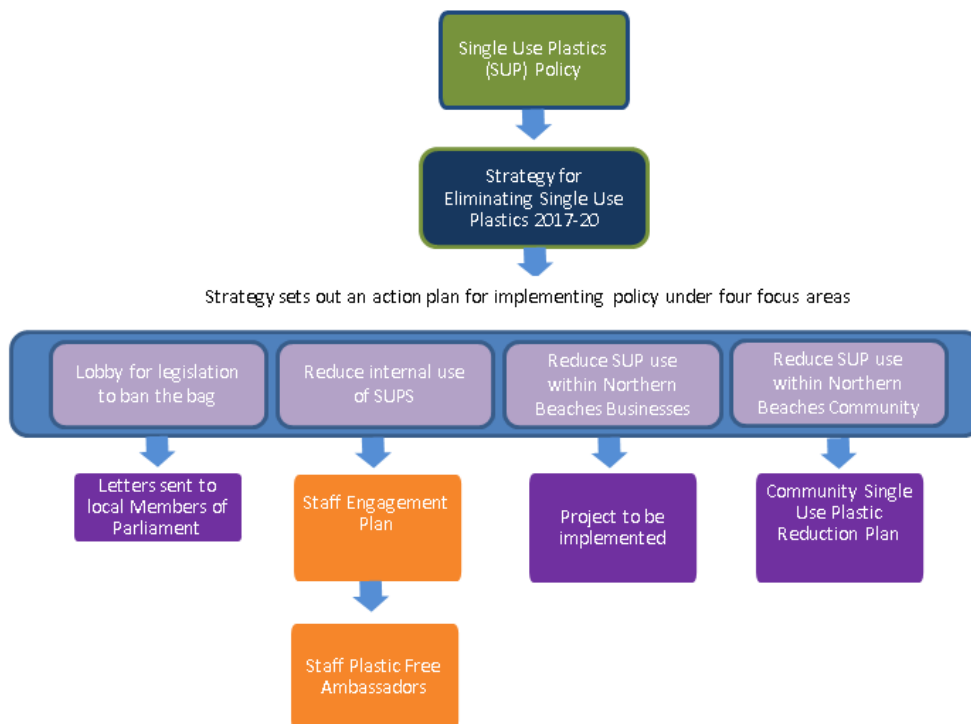 Single Use Plastics
(SUP) Policy
Strategy for
Eliminating Single Use
Plastics 2017-20
Strategy sets out an action plan for implementing policy under four focus areas
Lobby for legislation
to ban the bag
Reduce internal use
of SUPS
Reduce SUP use
within Northern
Beaches Businesses
Reduce SUP use
within Northern
Beaches Community
Letters sent to
local Members of
Parliament
Staff Engagement
Plan
Project to be
implemented
Community Single
Use Plastic
Reduction Plan
Staff Plastic Free
Ambassadors